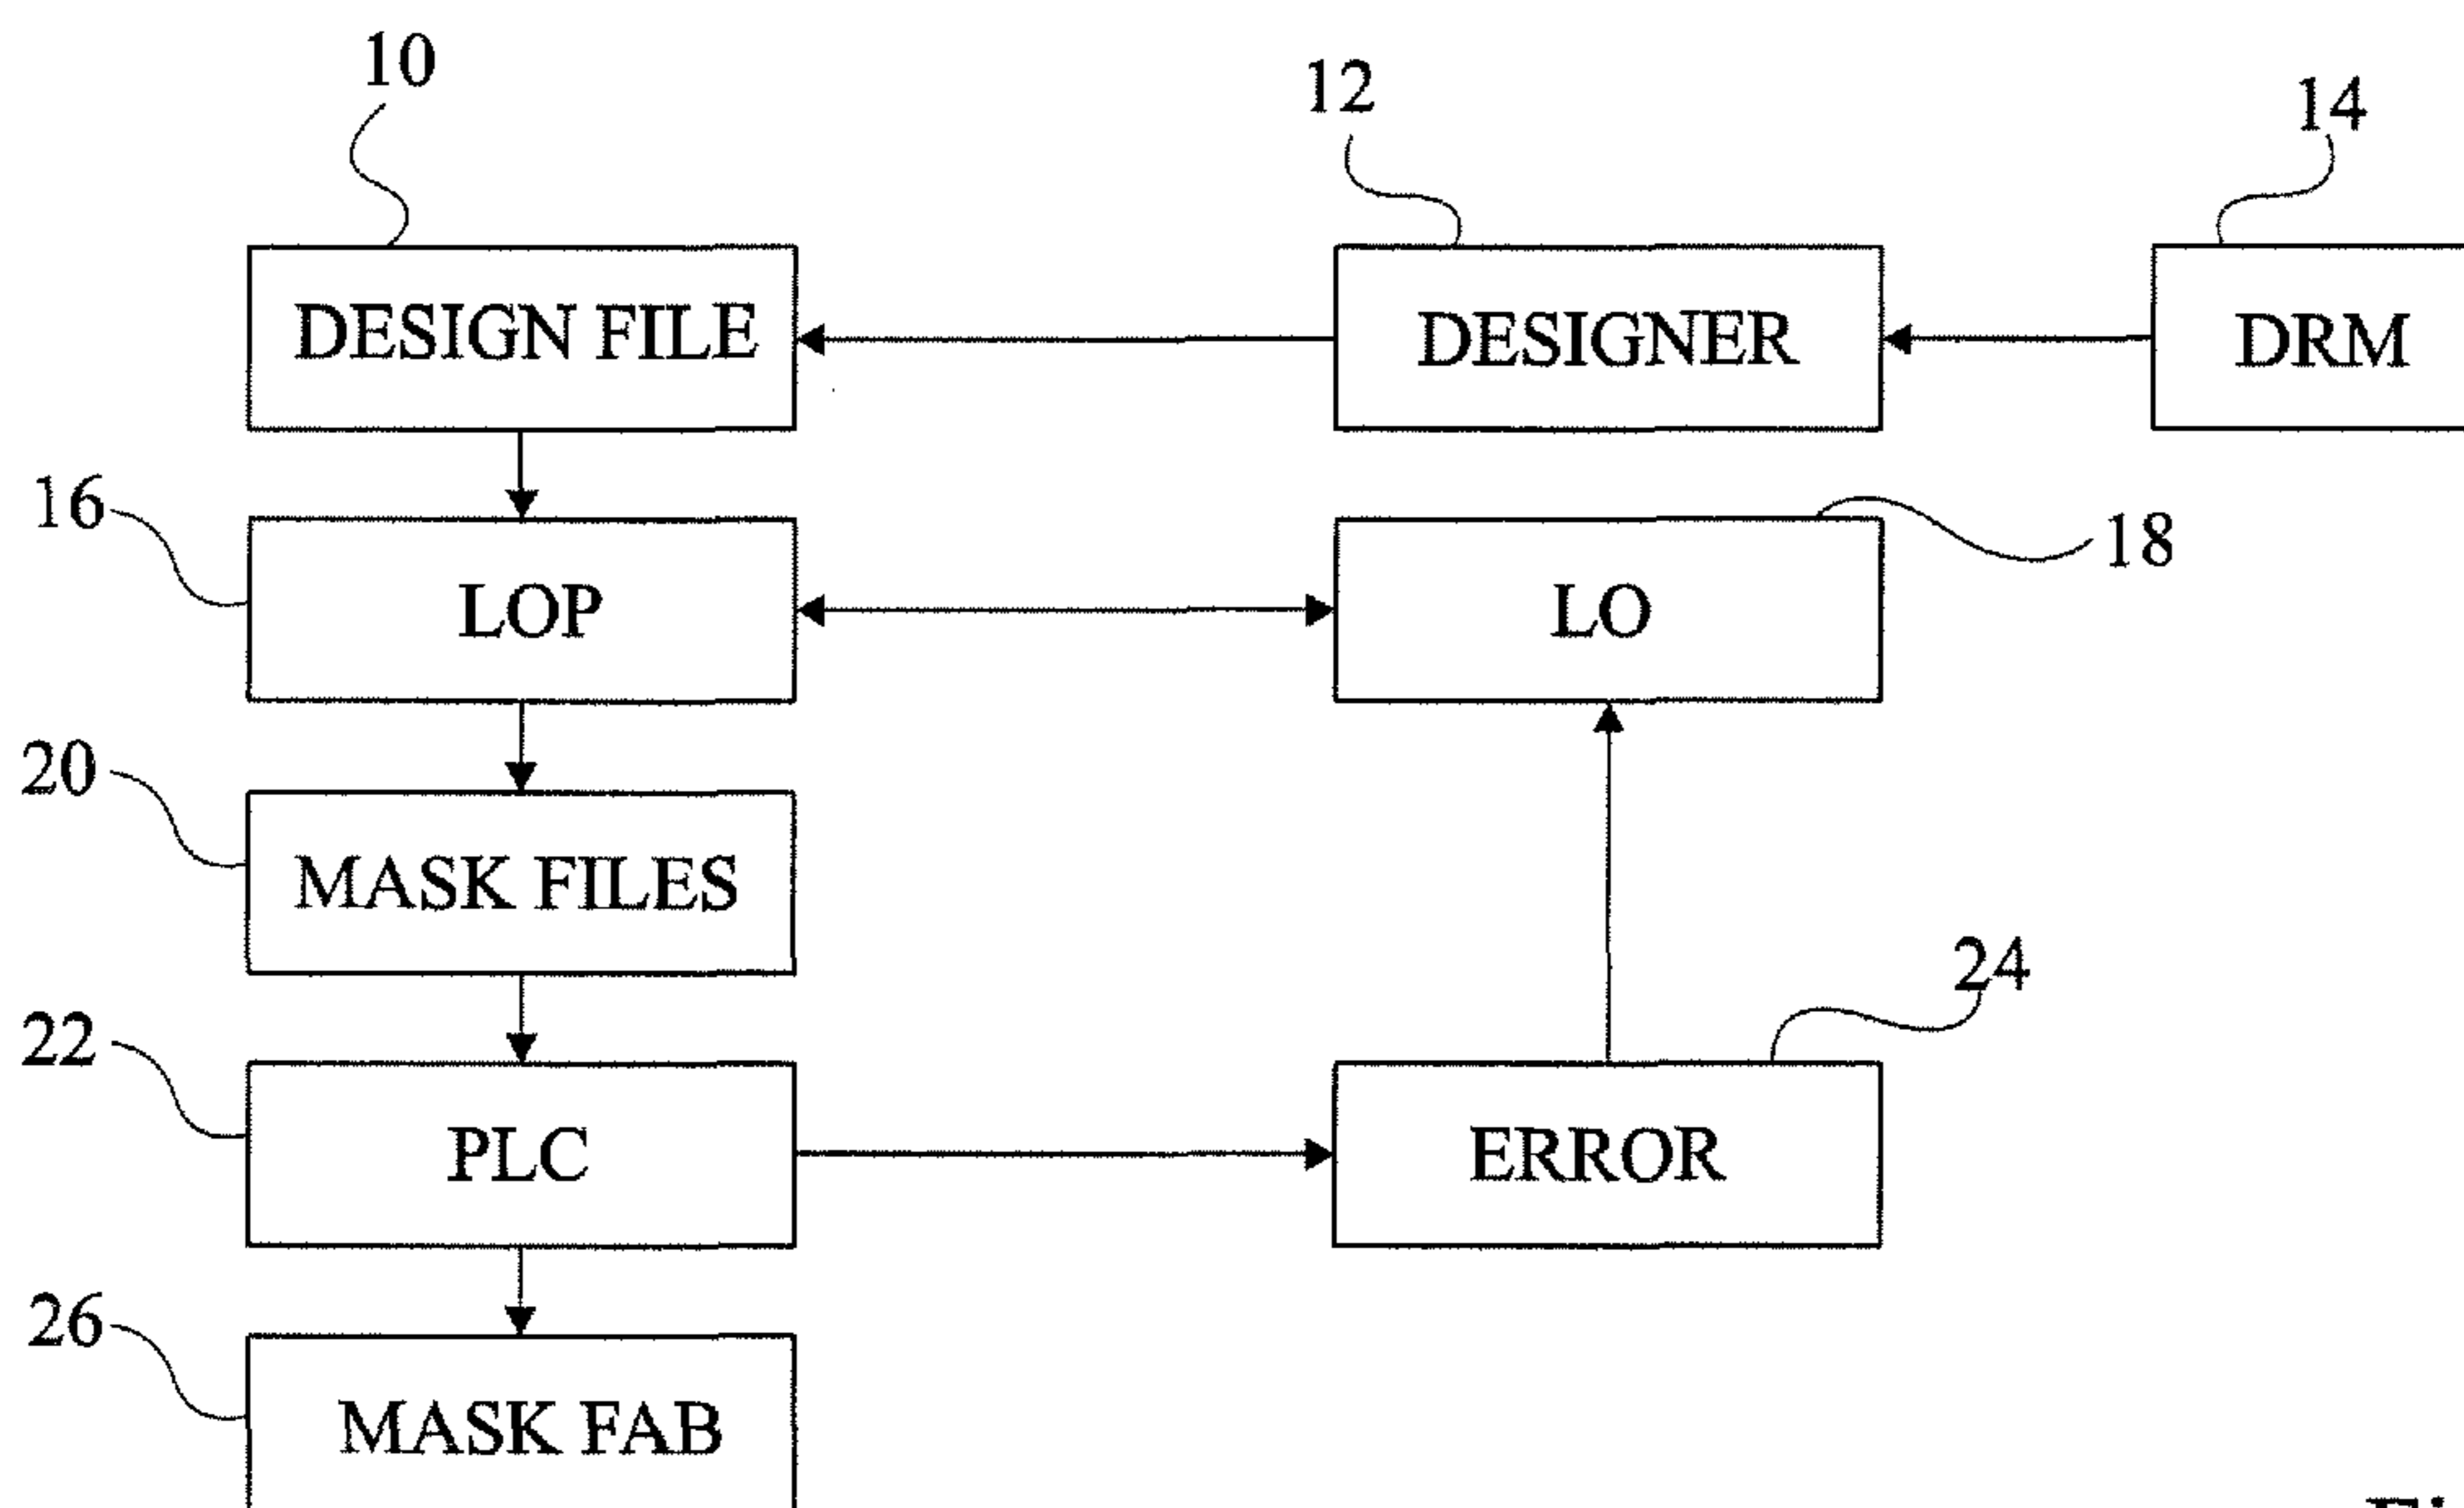 10
12
14
DESIGN FILE
DESIGNER
DRM
16
LOP
LO
18
20
MASK FILES
24
22
PLC
ERROR
26
MASK FAB